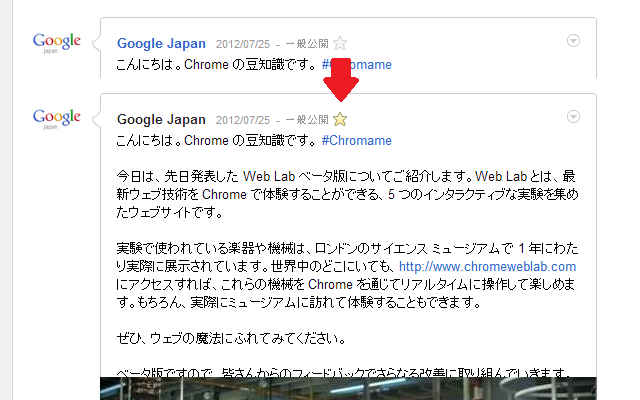 Google Japan
Google Japan 2012/07/25 - 一般公開
こんにちは。Chrome の豆知識です。 #Chromame
Google Japan
Google Japan 2012/07/25 - 一般公開
こんにちは。Chrome の豆知識です。 #Chromame
今日は、先日発表した Web Lab ベータ版についてご紹介します。Web Lab とは、最
新ウェブ技術を Chrome で体験することができる、5 つのインタラクティブな実験を集め
たウェブサイトです。
実験で使われている楽器や機械は、ロンドンのサイエンス ミュージアムで 1 年にわた
り実際に展示されています。世界中のどこにいても、http://www.chromeweblab.com
にアクセスすれば、これらの機械を Chrome を通じてリアルタイムに操作して楽しめま
す。もちろん、実際にミュージアムに訪れて体験することもできます。
ぜひ、ウェブの魔法にふれてみてください。
ベータ版ですので、皆さんからのフィードバックでさらなる改善に取り組んでいきます。